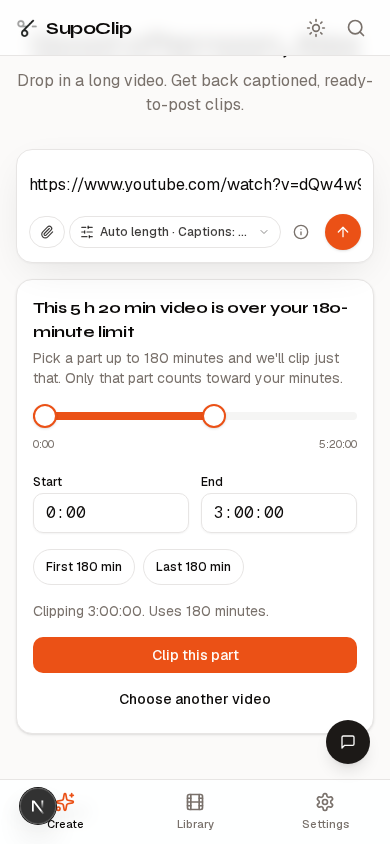 SupoClip
Drop in a long video. Get back captioned, ready-
to-post clips.
https://www.youtube.com/watch?v=dQw4w9
Auto length · Captions: ...
This 5 h 20 min video is over your 180-
minute limit
Pick a part up to 180 minutes and we'll clip just
that. Only that part counts toward your minutes.
0:00 5:20:00
Start End
0:00 3:00:00
First 180 min Last 180 min
Clipping 3:00:00. Uses 180 minutes.
Clip this part
Choose another video
N
Create Library Settings